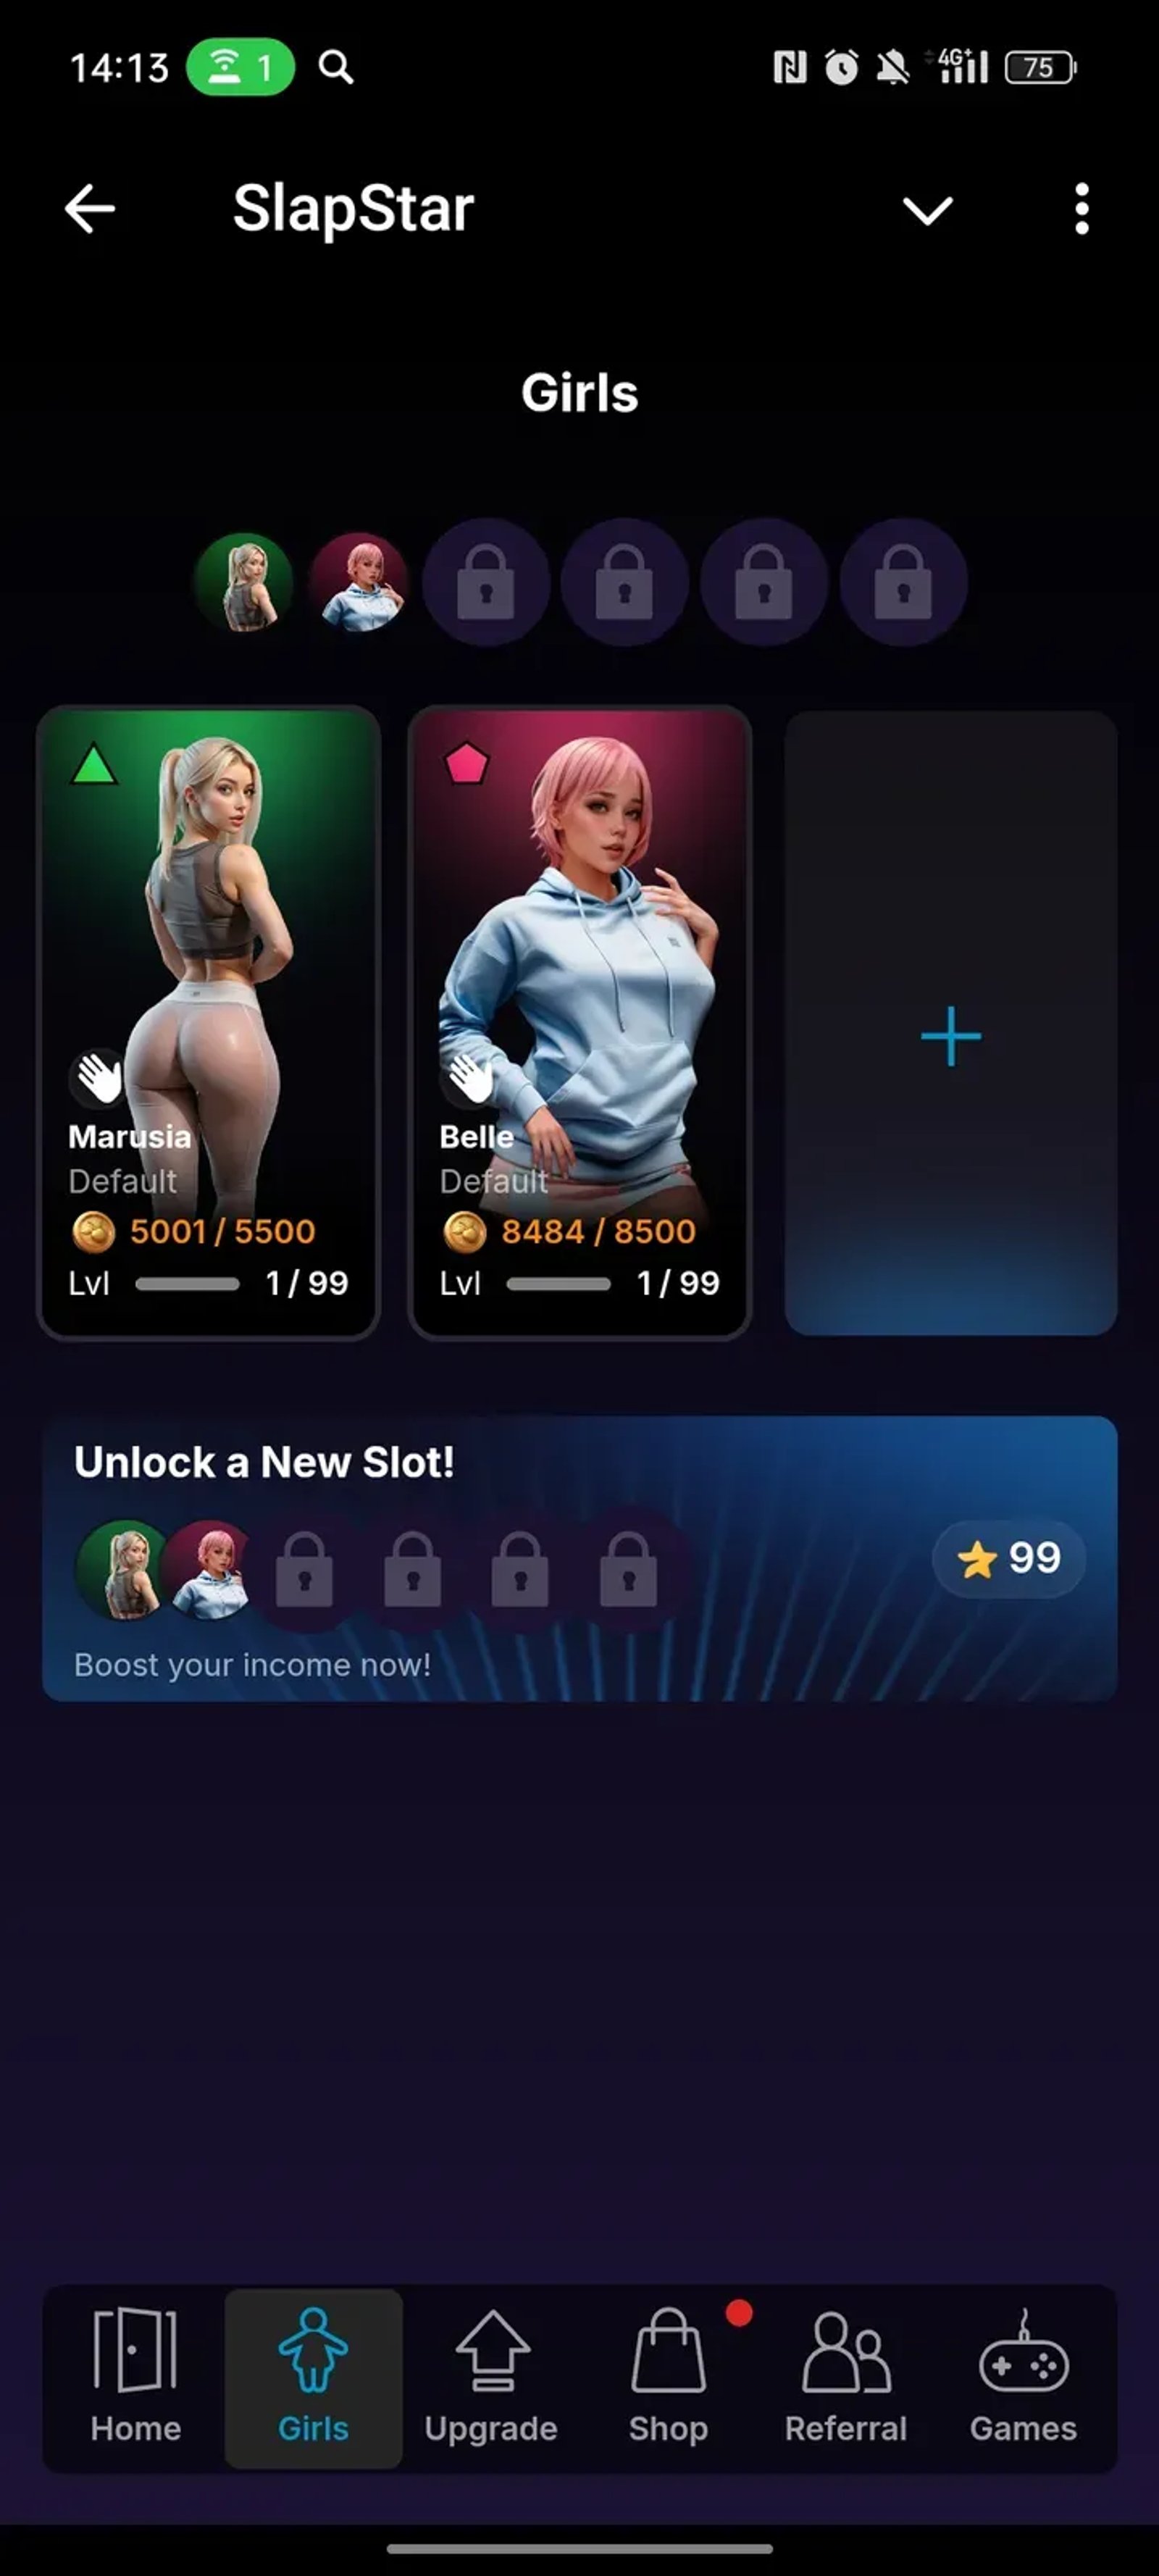 14:13 1 4G+ 75
SlapStar
Girls
Marusia
Default
5001 / 5500
Lvl 1 / 99
Belle
Default
8484 / 8500
Lvl 1 / 99
Unlock a New Slot!
99
Boost your income now!
Home Girls Upgrade Shop Referral Games